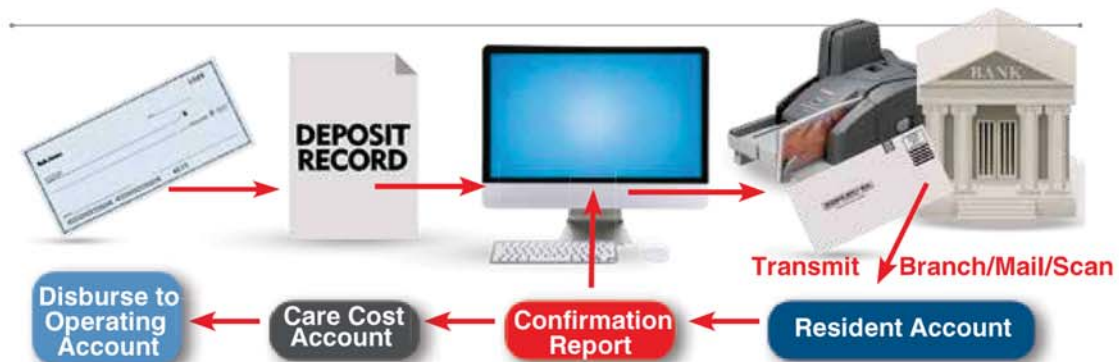 DEPOSIT
RECORD
BANK
Transmit
Branch/Mail/Scan
Disburse to
Operating
Account
Care Cost
Account
Confirmation
Report
Resident Account